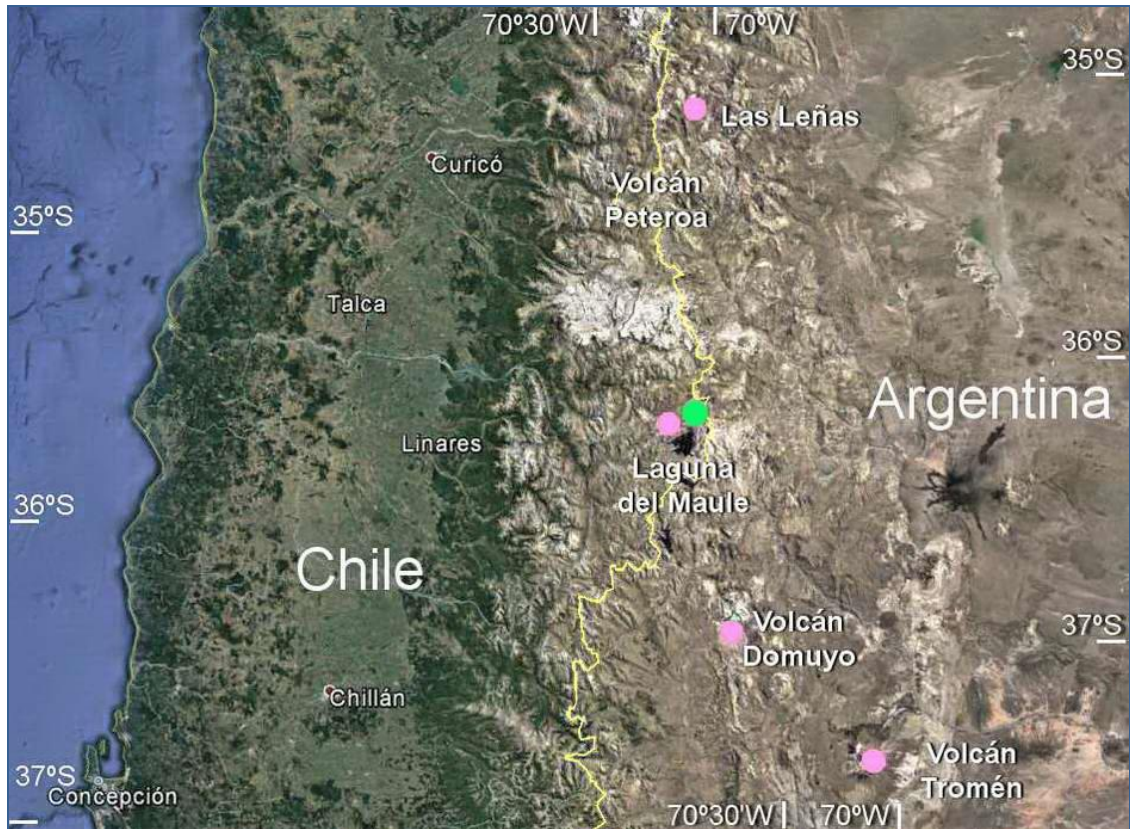 70º30'W
70ºW
35ºS
Las Leñas
Curicó
Volcán
Peteroa
35ºS
Talca
36ºS
Argentina
Linares
Laguna
del Maule
36ºS
Chile
Volcán
Domuyo
37ºS
Chillán
Volcán
Tromén
37ºS
Concepción
70º30'W
70ºW